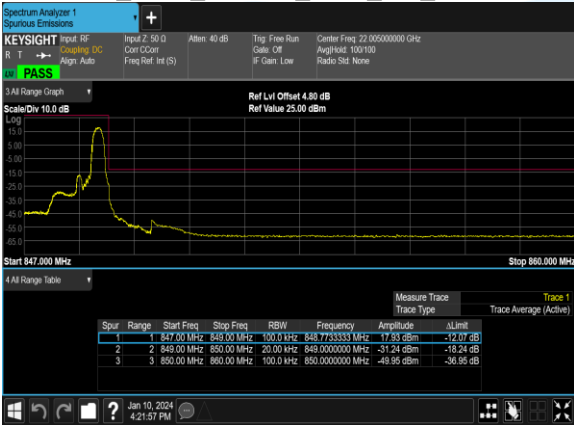 Spectrum Analyzer 1
Spurious Emissions
+
KEYSIGHT Input: RF Input Z: 50 Ω Atten: 40 dB Trig: Free Run Center Freq: 22.005000000 GHz
R T Coupling: DC Corr CCorr Gate: Off Avg|Hold: 100/100
Align: Auto Freq Ref: Int (S) IF Gain: Low Radio Std: None
LXI PASS
3 All Range Graph
Ref Lvl Offset 4.80 dB
Scale/Div 10.0 dB Ref Value 25.00 dBm
Log
15.0
5.00
-5.00
-15.0
-25.0
-35.0
-45.0
-55.0
-65.0
Start 847.000 MHz Stop 860.000 MHz
4 All Range Table
Measure Trace Trace 1
Trace Type Trace Average (Active)
Spur Range Start Freq Stop Freq RBW Frequency Amplitude ΔLimit
1 1 847.00 MHz 849.00 MHz 100.0 kHz 848.7733333 MHz 17.93 dBm -12.07 dB
2 2 849.00 MHz 850.00 MHz 20.00 kHz 849.0000000 MHz -31.24 dBm -18.24 dB
3 3 850.00 MHz 860.00 MHz 100.0 kHz 850.0000000 MHz -49.95 dBm -36.95 dB
? Jan 10, 2024
4:21:57 PM